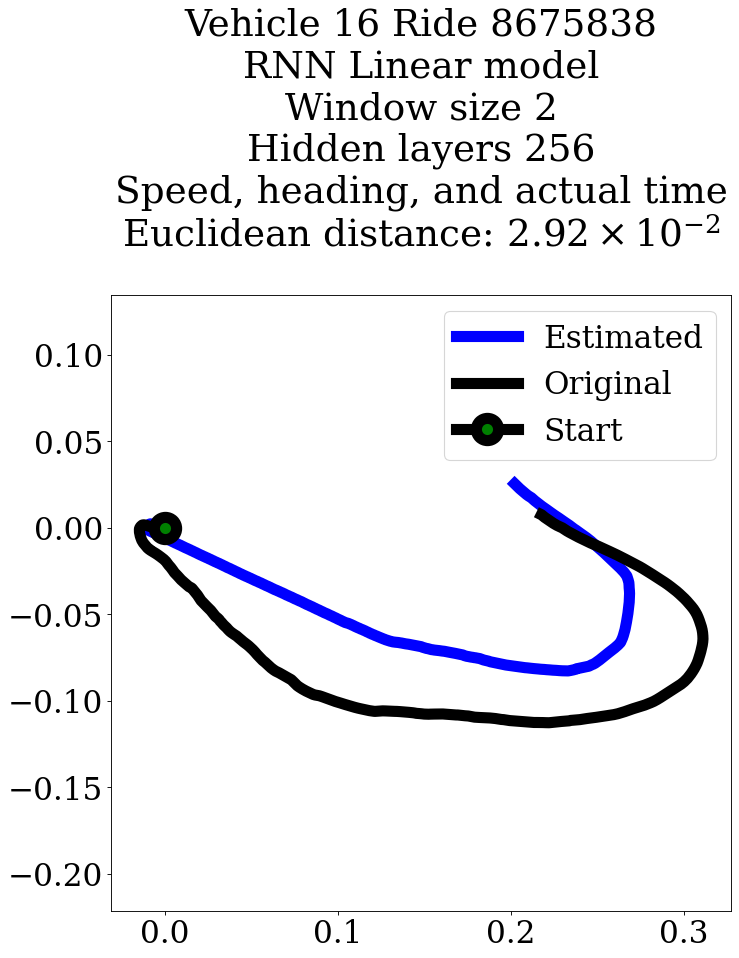 Vehicle 16 Ride 8675838
RNN Linear model
Window size 2
Hidden layers 256
Speed, heading, and actual time
Euclidean distance: 2.92 × 10⁻²
Estimated
Original
Start
0.10
0.05
0.00
−0.05
−0.10
−0.15
−0.20
0.0 0.1 0.2 0.3